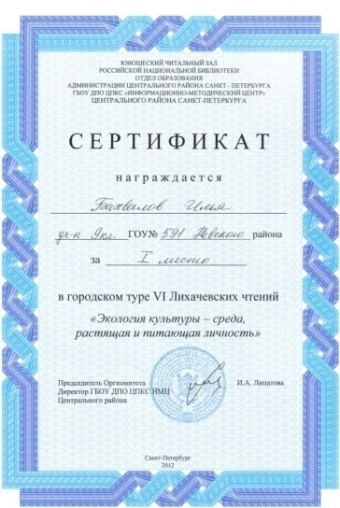 ЮНОШЕСКИЙ ЧИТАЛЬНЫЙ ЗАЛ
РОССИЙСКОЙ НАЦИОНАЛЬНОЙ БИБЛИОТЕКИ
ОТДЕЛ ОБРАЗОВАНИЯ
АДМИНИСТРАЦИИ ЦЕНТРАЛЬНОГО РАЙОНА САНКТ - ПЕТЕРБУРГА
ГБОУ ДПО ЦПКС «ИНФОРМАЦИОННО-МЕТОДИЧЕСКИЙ ЦЕНТР»
ЦЕНТРАЛЬНОГО РАЙОНА САНКТ-ПЕТЕРБУРГА
СЕРТИФИКАТ
награждается
Бахвалов Илья
уч-к 9кл. ГОУ№ 591 Невского района
за I место
в городском туре VI Лихачевских чтений
«Экология культуры – среда,
растящая и питающая личность»
Председатель Оргкомитета
Директор ГБОУ ДПО ЦПКС ИМЦ И.А. Липатова
Центрального района
Санкт-Петербург
2012